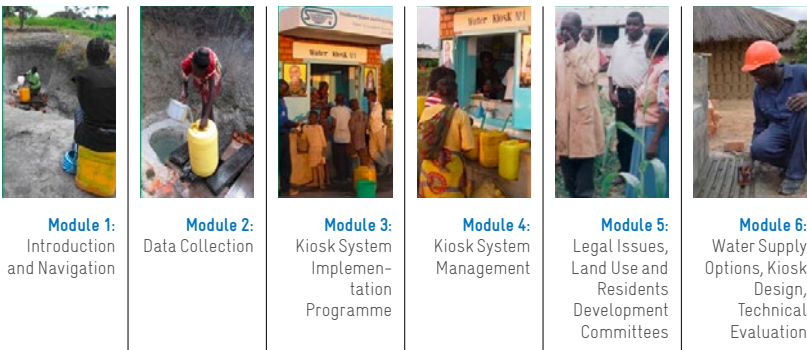 Water Kiosk Nº1
Water Kiosk Nº1
Module 1:
Introduction
and Navigation
Module 2:
Data Collection
Module 3:
Kiosk System
Implemen-
tation
Programme
Module 4:
Kiosk System
Management
Module 5:
Legal Issues,
Land Use and
Residents
Development
Committees
Module 6:
Water Supply
Options, Kiosk
Design,
Technical
Evaluation